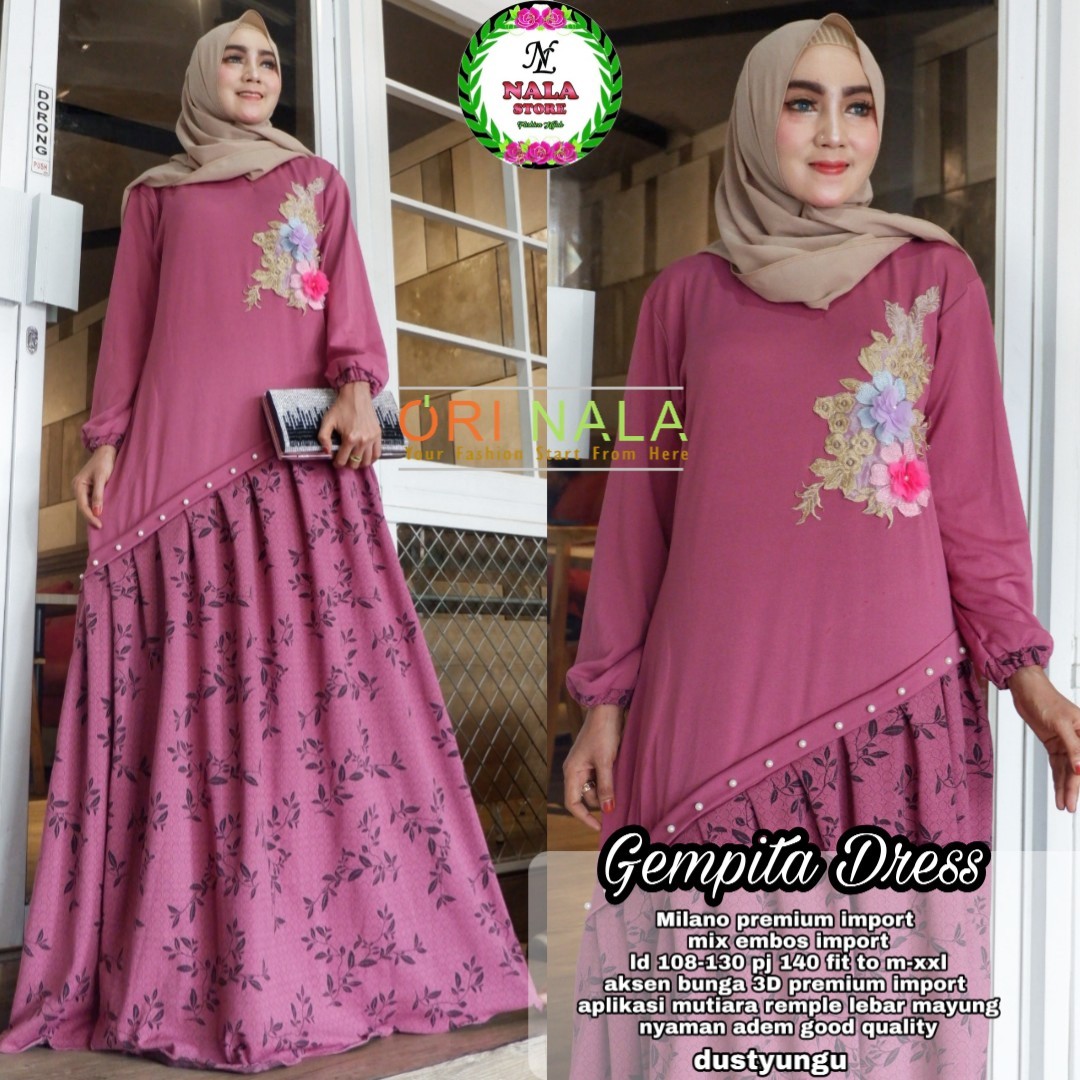 DORONG
PUSH
NL
NALA
STORE
Fashion Hijab
ORI NALA
Your Fashion Start From Here
Gempita Dress
Milano premium import
mix embos import
ld 108-130 pj 140 fit to m-xxl
aksen bunga 3D premium import
aplikasi mutiara remple lebar mayung
nyaman adem good quality
dustyungu